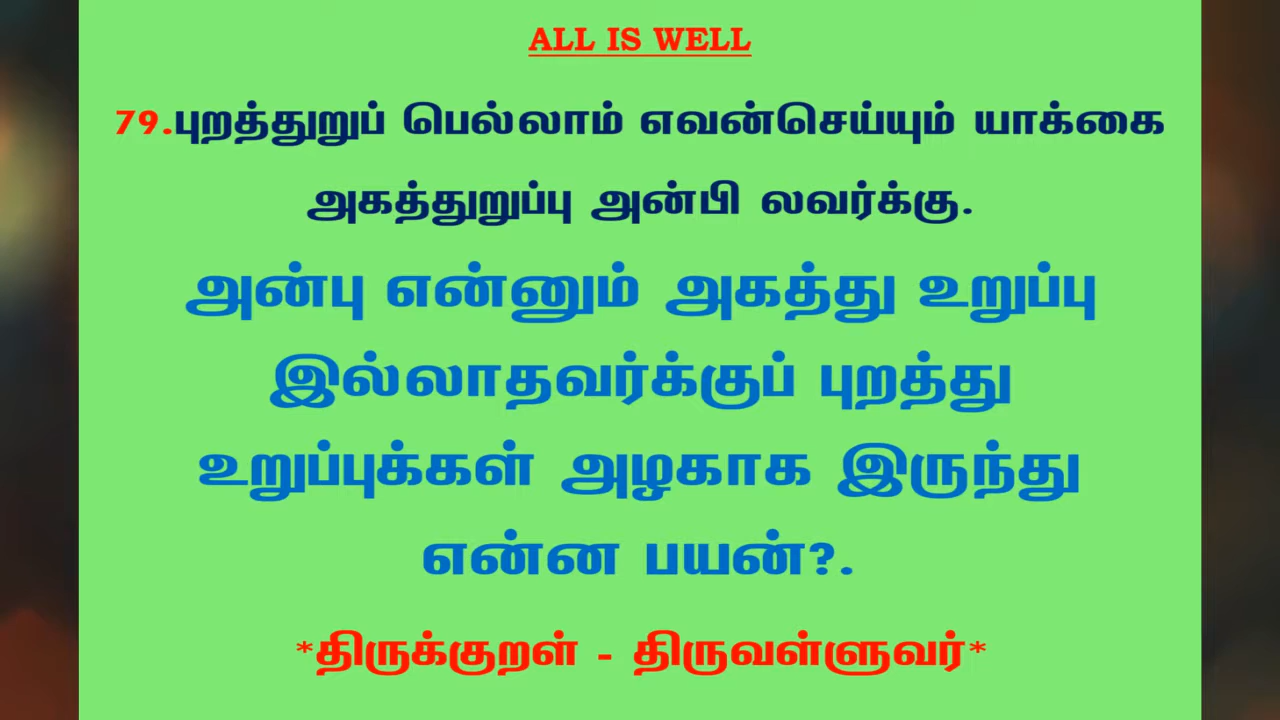 ALL IS WELL
79.புறத்துறுப் பெல்லாம் எவன்செய்யும் யாக்கை
அகத்துறுப்பு அன்பி லவர்க்கு.
அன்பு என்னும் அகத்து உறுப்பு
இல்லாதவர்க்குப் புறத்து
உறுப்புக்கள் அழகாக இருந்து
என்ன பயன்?.
*திருக்குறள் - திருவள்ளுவர்*